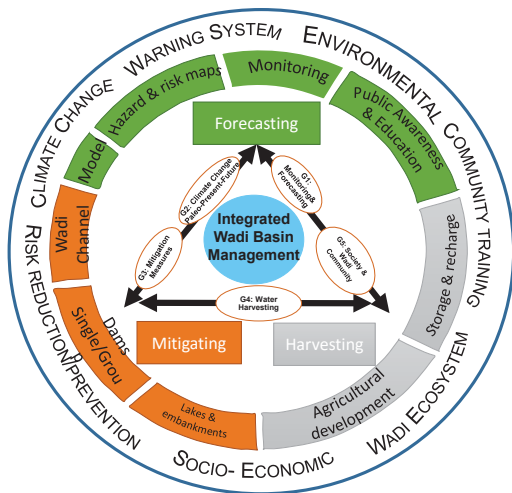 CLIMATE CHANGE
WARNING SYSTEM
ENVIRONMENTAL COMMUNITY TRAINING
WADI ECOSYSTEM
SOCIO- ECONOMIC
RISK REDUCTION/PREVENTION
Model
Hazard & risk maps
Monitoring
Public Awareness
& Education
Storage & recharge
Agricultural
development
Lakes &
embankments
Single/Grou
p
Dams
Wadi
Channel
Forecasting
G2: Climate Change
Paleo-Present-Future
G1:
Monitoring&
Forecasting
Integrated
Wadi Basin
Management
G3: Mitigation
Measures
G5: Society &
Wadi
Community
G4: Water
Harvesting
Mitigating
Harvesting